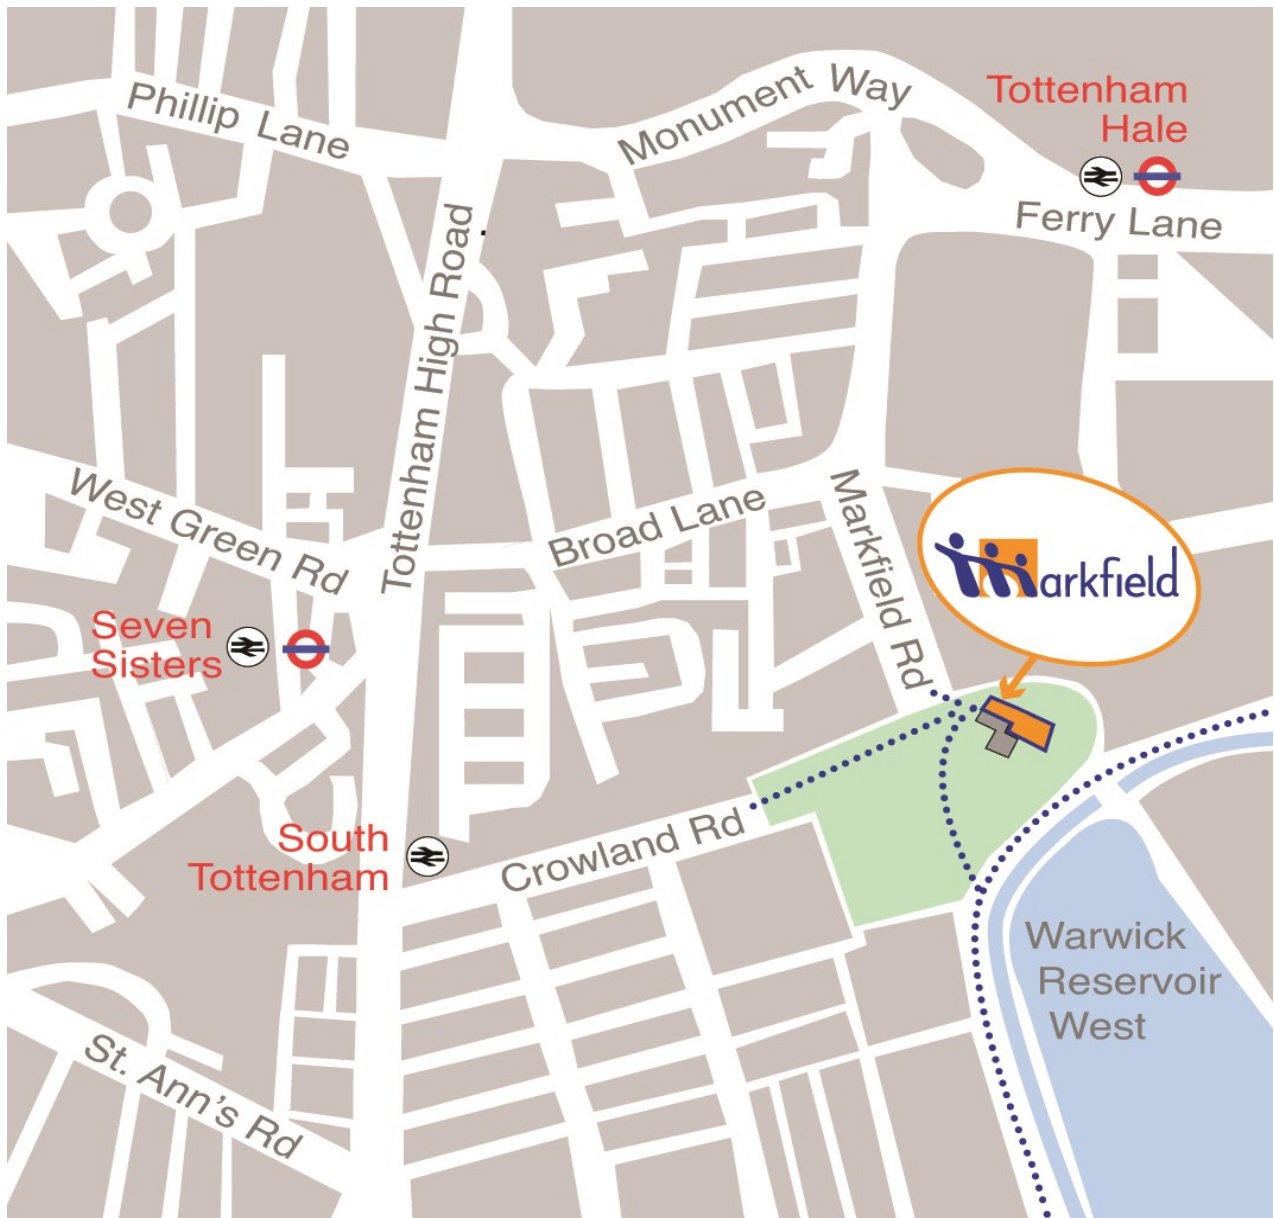 Phillip Lane
Monument Way
Tottenham
Hale
Ferry Lane
Tottenham High Road
West Green Rd
Broad Lane
Markfield Rd
markfield
Seven
Sisters
South
Tottenham
Crowland Rd
Warwick
Reservoir
West
St. Ann's Rd